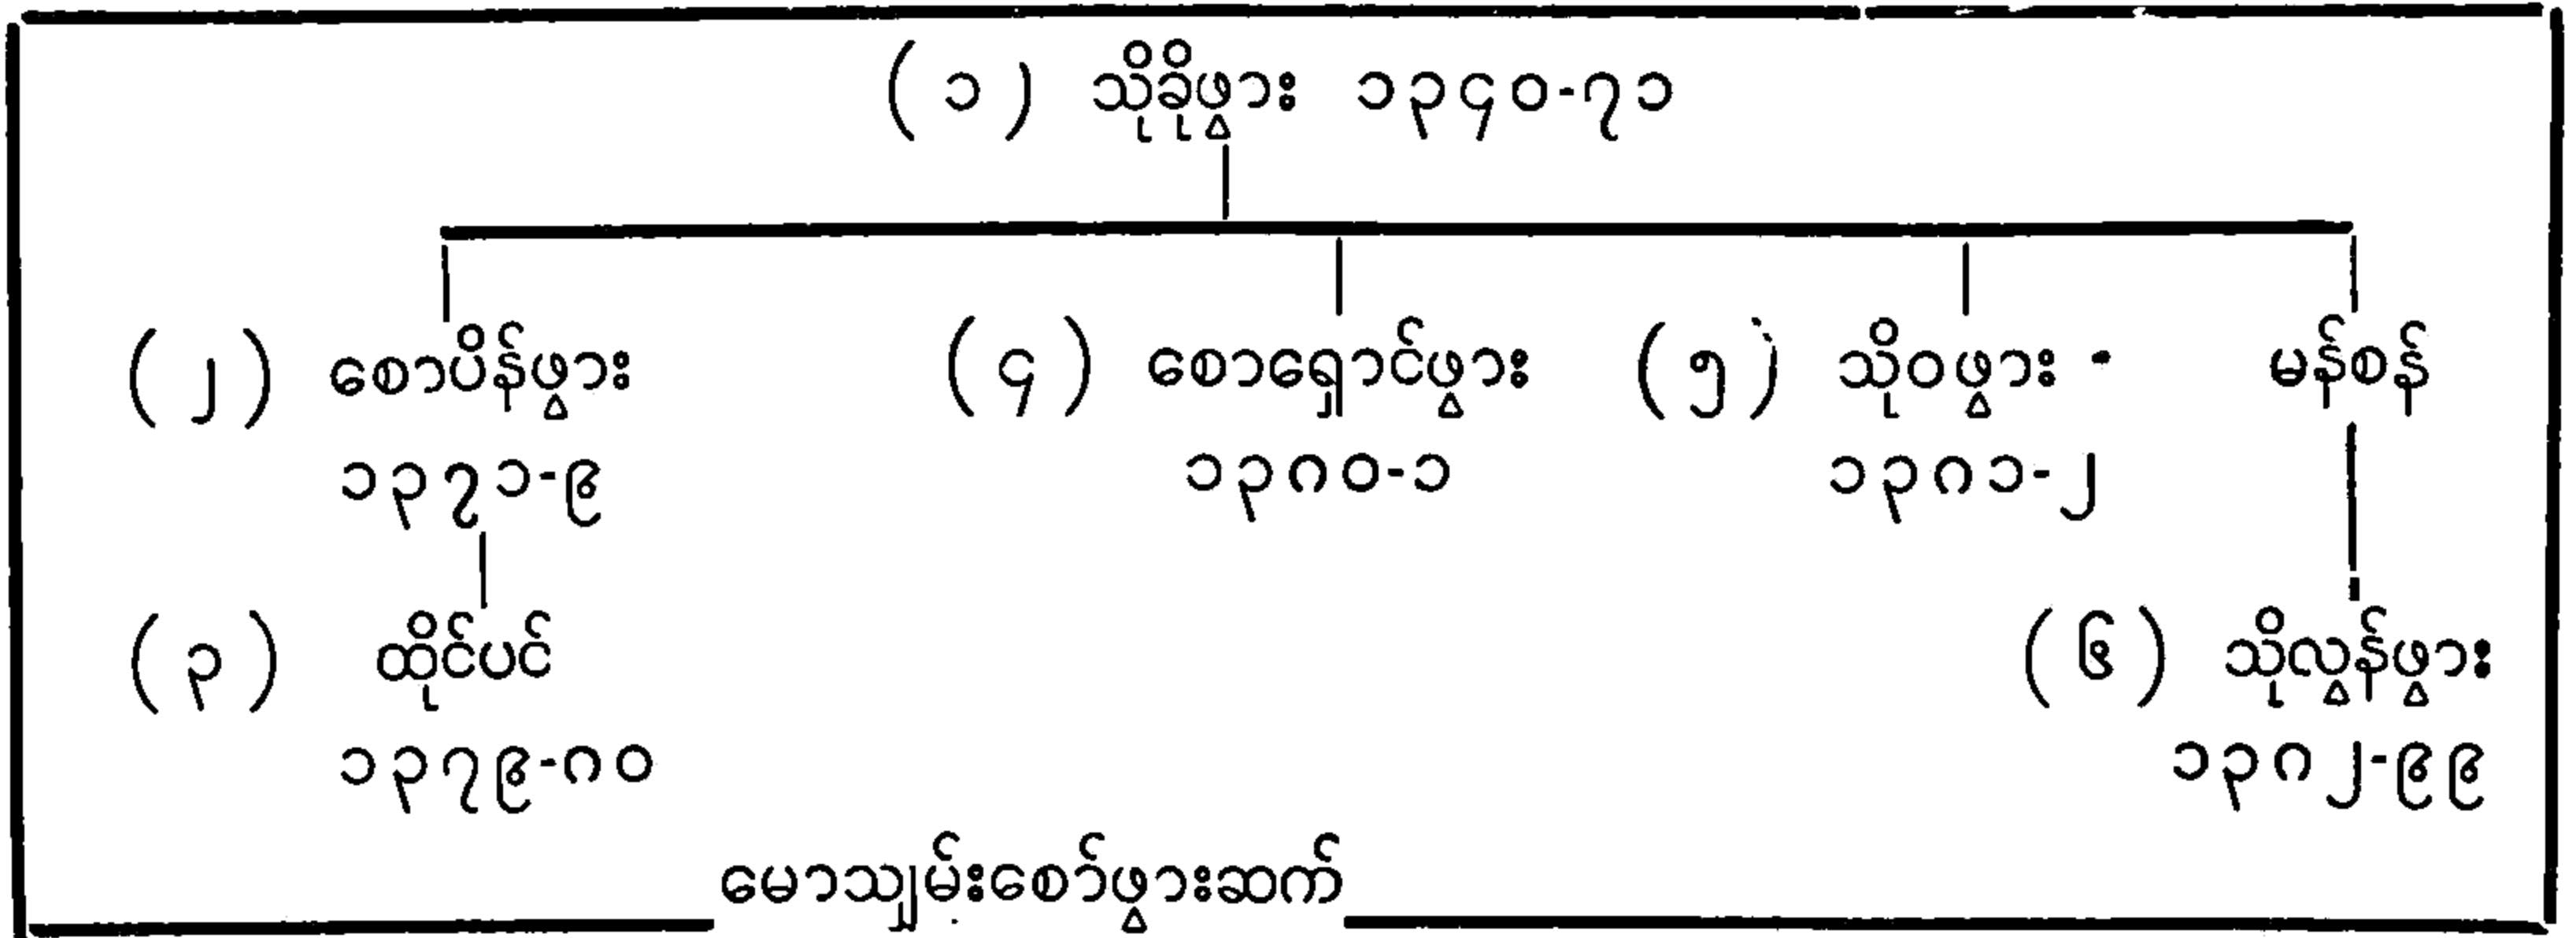 (၁) သိုခိုဖွား ၁၃၄၀-၇၁
(၂) စောပိန်ဖွား (၄) စောရှောင်ဖွား (၅) သိုဝဖွား မန်စန်
၁၃၇၁-၉ ၁၃၈၀-၁ ၁၃၈၁-၂
(၃) ထိုင်ပင် (၆) သိုလွန်ဖွား
၁၃၇၉-၈၀ ၁၃၈၂-၉၉
မောသျှမ်းစော်ဖွားဆက်